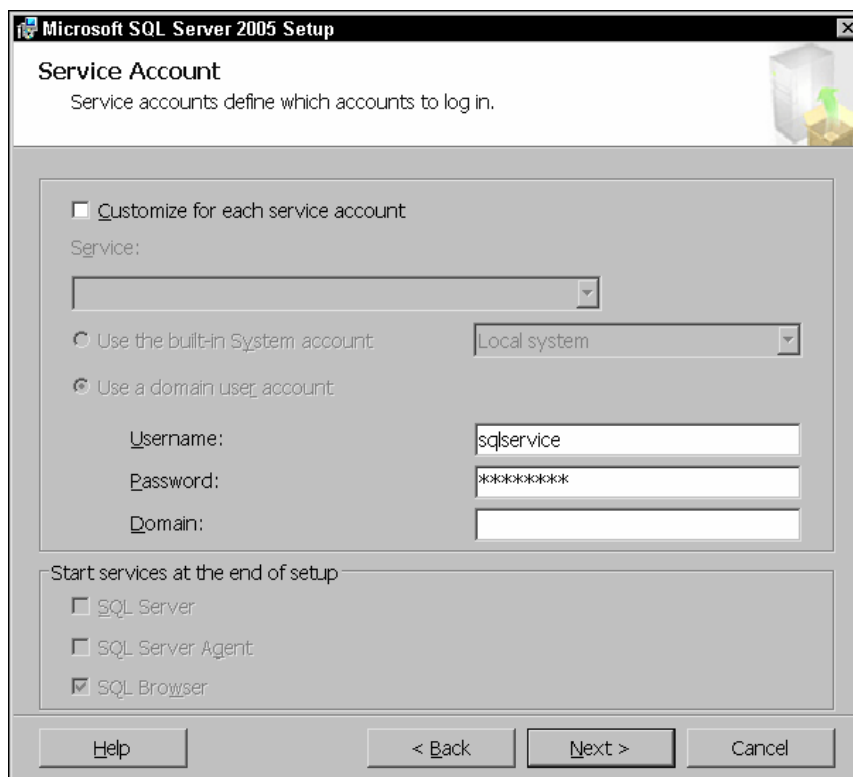 Microsoft SQL Server 2005 Setup
Service Account
Service accounts define which accounts to log in.
Customize for each service account
Service:
Use the built-in System account
Local system
Use a domain user account
Username:
sqlservice
Password:
********
Domain:
Start services at the end of setup
SQL Server
SQL Server Agent
SQL Browser
Help
< Back
Next >
Cancel